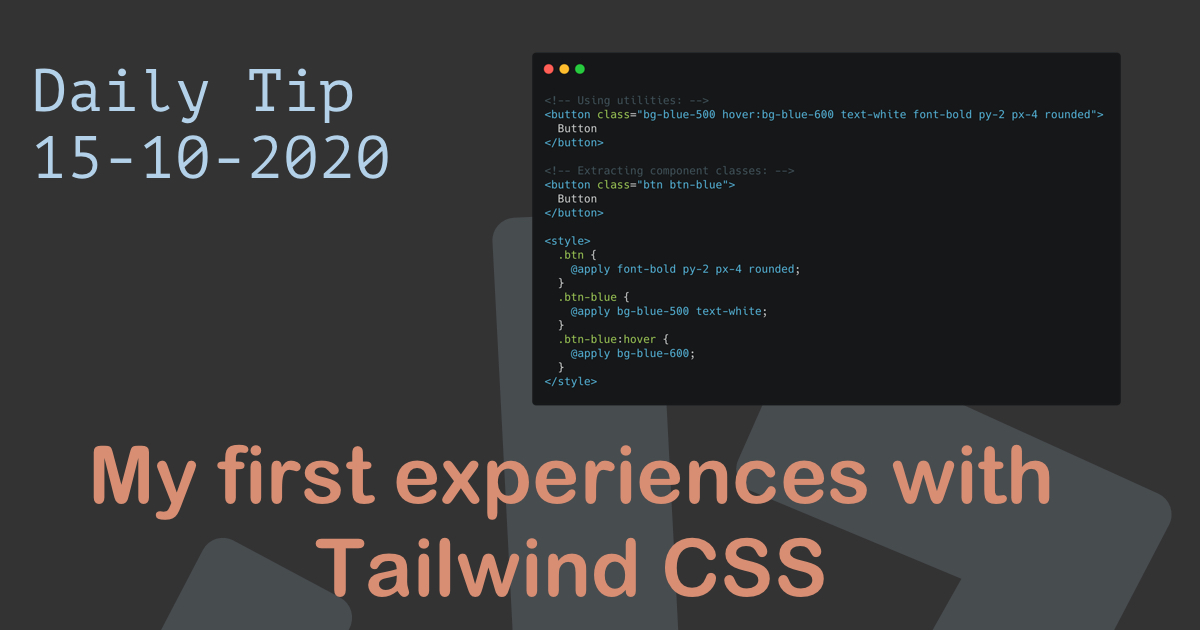 Daily Tip
15-10-2020
<!-- Using utilities: -->
<button class="bg-blue-500 hover:bg-blue-600 text-white font-bold py-2 px-4 rounded">
  Button
</button>

<!-- Extracting component classes: -->
<button class="btn btn-blue">
  Button
</button>

<style>
  .btn {
    @apply font-bold py-2 px-4 rounded;
  }
  .btn-blue {
    @apply bg-blue-500 text-white;
  }
  .btn-blue:hover {
    @apply bg-blue-600;
  }
</style>
My first experiences with
Tailwind CSS